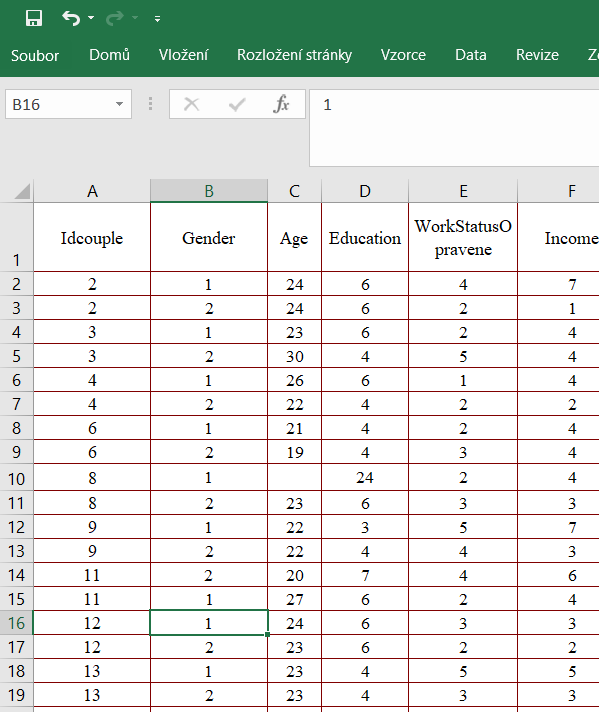 Soubor Domů Vložení Rozložení stránky Vzorce Data Revize Z
B16 fx 1
A B C D E F
1 Idcouple Gender Age Education WorkStatusO
pravene Income
2 2 1 24 6 4 7
3 2 2 24 6 2 1
4 3 1 23 6 2 4
5 3 2 30 4 5 4
6 4 1 26 6 1 4
7 4 2 22 4 2 2
8 6 1 21 4 2 4
9 6 2 19 4 3 4
10 8 1 24 2 4
11 8 2 23 6 3 3
12 9 1 22 3 5 7
13 9 2 22 4 4 3
14 11 2 20 7 4 6
15 11 1 27 6 2 4
16 12 1 24 6 3 3
17 12 2 23 6 2 2
18 13 1 23 4 5 5
19 13 2 23 4 3 3